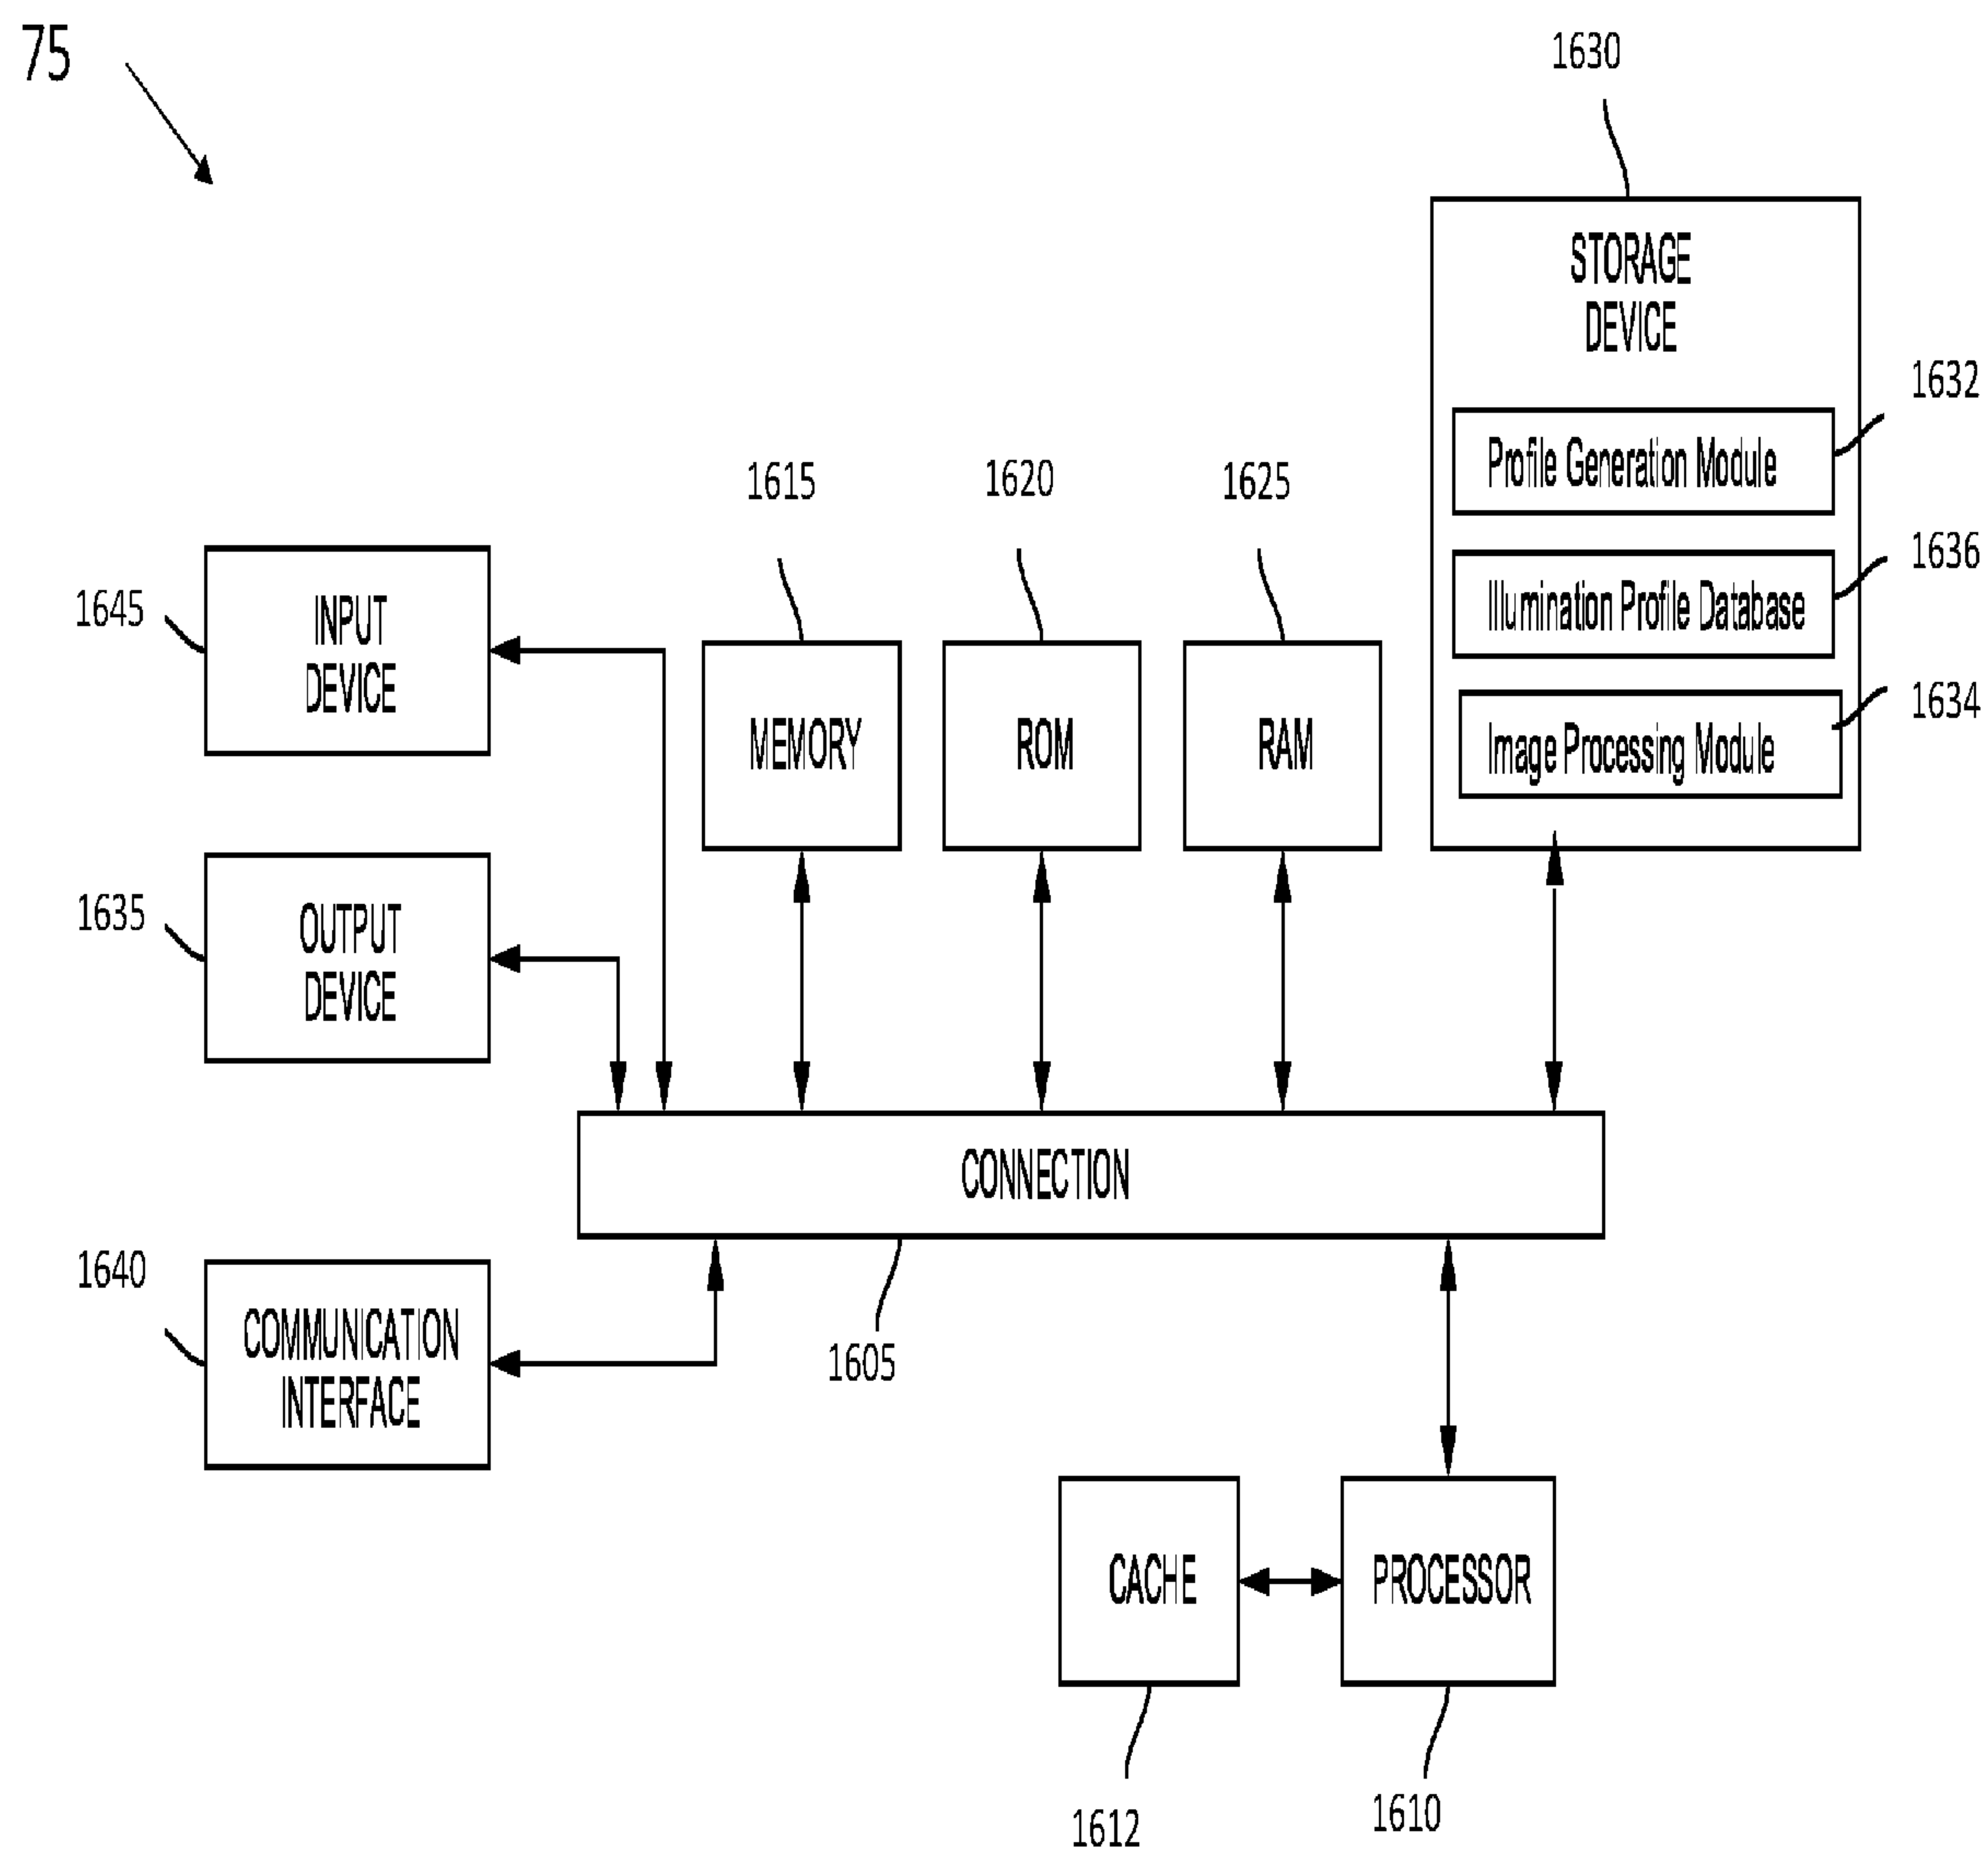 75
1630
STORAGE
DEVICE
1632
Profile Generation Module
1636
Illumination Profile Database
1634
Image Processing Module
1615
1620
1625
1645
INPUT
DEVICE
MEMORY
ROM
RAM
1635
OUTPUT
DEVICE
CONNECTION
1605
1640
COMMUNICATION
INTERFACE
CACHE
PROCESSOR
1612
1610